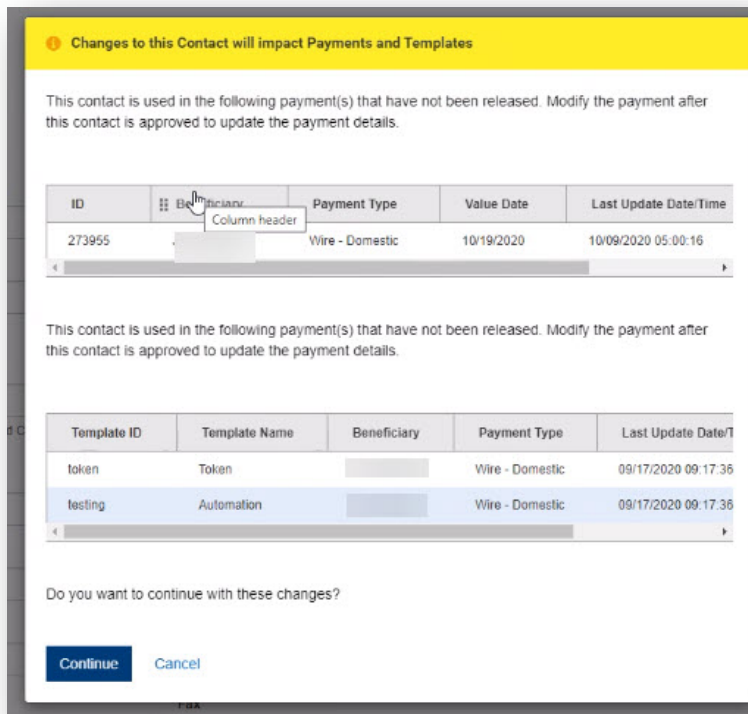 Changes to this Contact will impact Payments and Templates
This contact is used in the following payment(s) that have not been released. Modify the payment after
this contact is approved to update the payment details.
ID Beneficiary Payment Type Value Date Last Update Date/Time
Column header
273955 Wire - Domestic 10/19/2020 10/09/2020 05:00:16
This contact is used in the following payment(s) that have not been released. Modify the payment after
this contact is approved to update the payment details.
Template ID Template Name Beneficiary Payment Type Last Update Date/T
token Token Wire - Domestic 09/17/2020 09:17:36
testing Automation Wire - Domestic 09/17/2020 09:17:36
Do you want to continue with these changes?
Continue Cancel
Fax